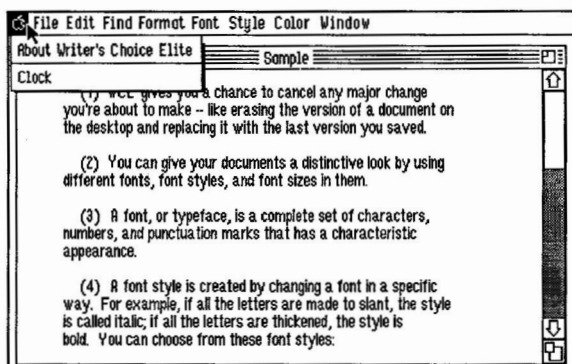 File Edit Find Format Font Style Color Window
About Writer's Choice Elite
Clock
Sample
(1) WCE gives you a chance to cancel any major change
you're about to make -- like erasing the version of a document on
the desktop and replacing it with the last version you saved.
(2) You can give your documents a distinctive look by using
different fonts, font styles, and font sizes in them.
(3) A font, or typeface, is a complete set of characters,
numbers, and punctuation marks that has a characteristic
appearance.
(4) A font style is created by changing a font in a specific
way. For example, if all the letters are made to slant, the style
is called italic; if all the letters are thickened, the style is
bold. You can choose from these font styles: